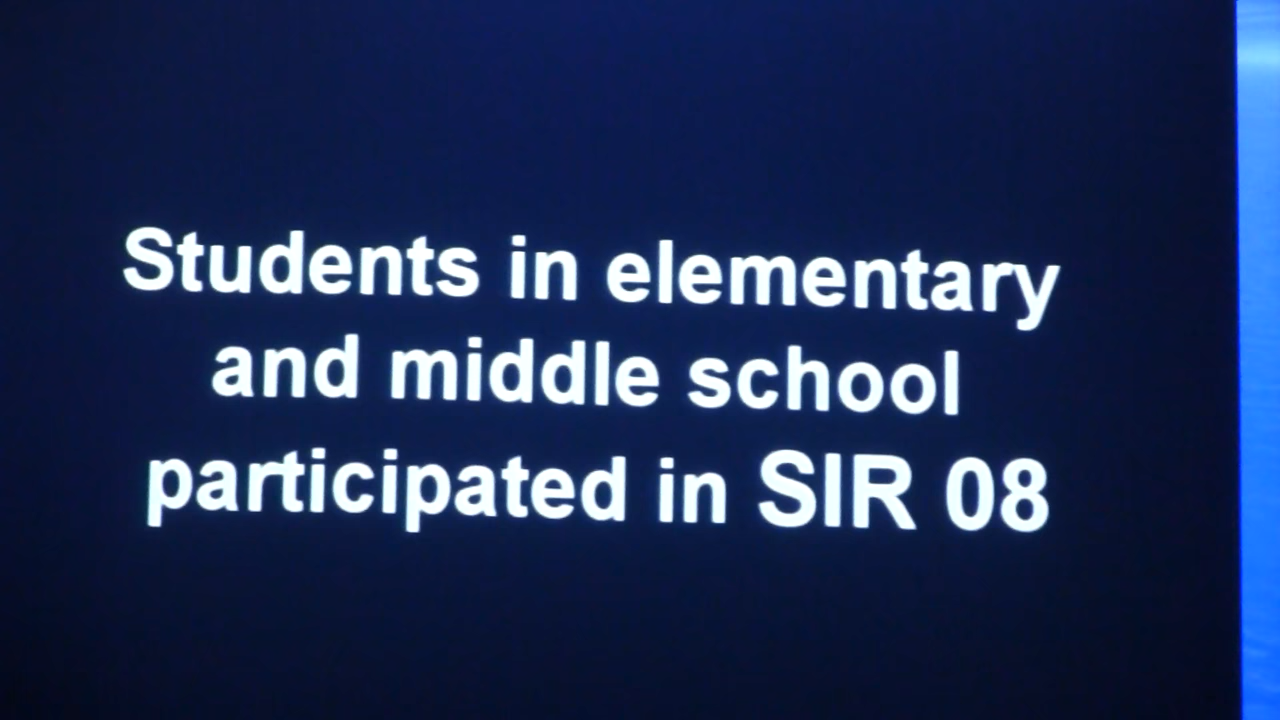 Students in elementary
and middle school
participated in SIR 08